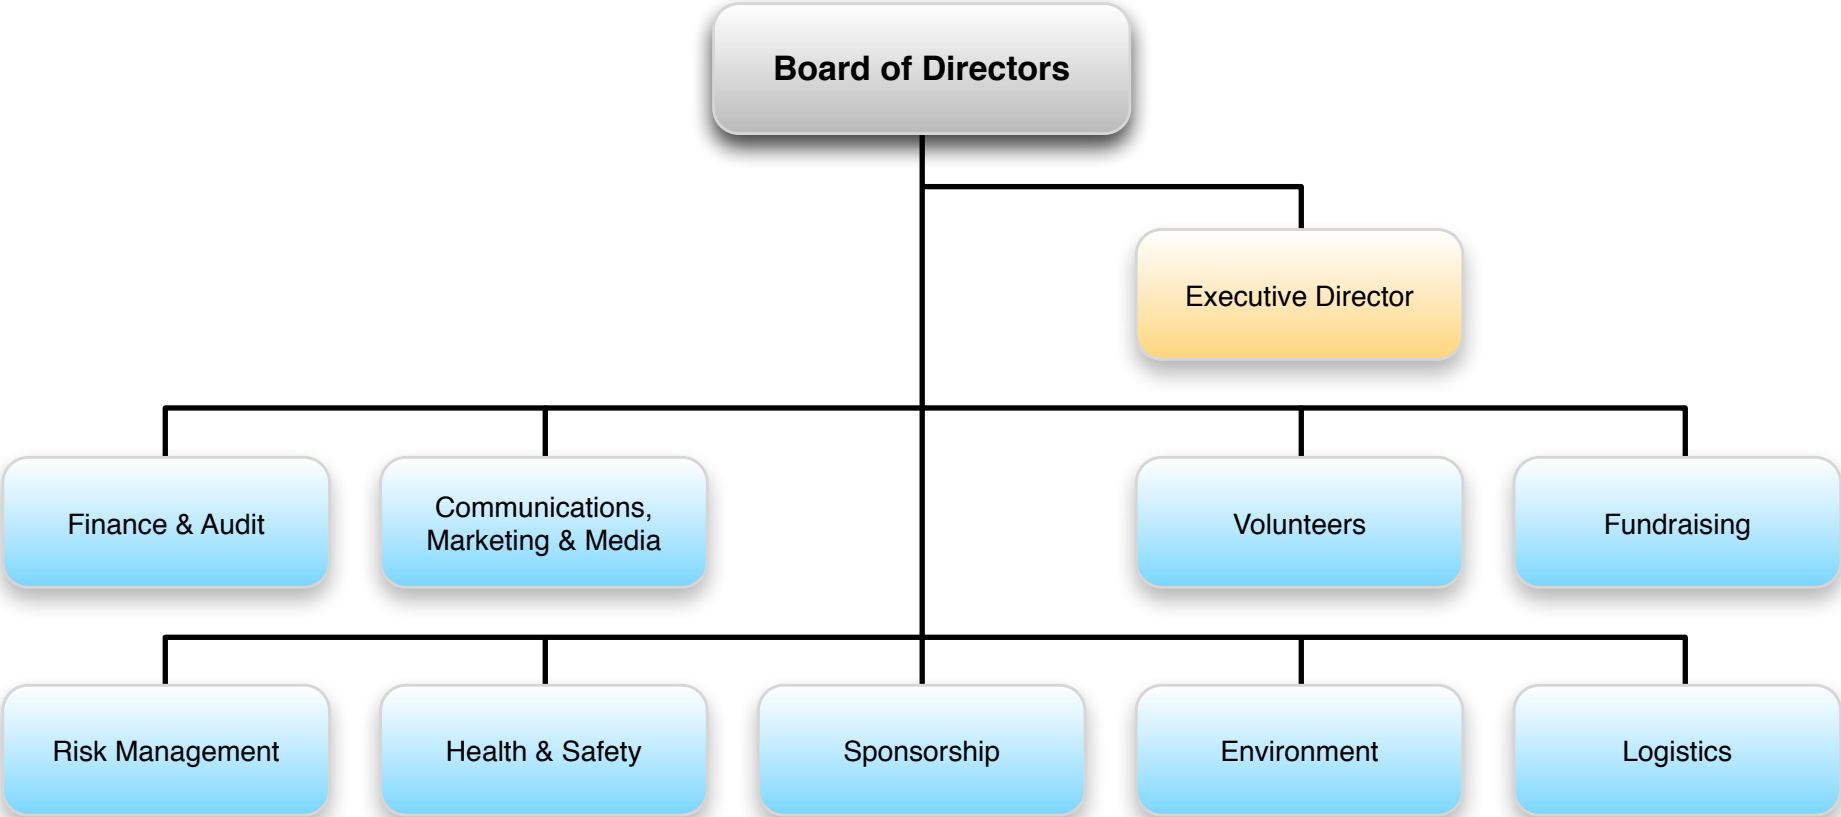 Board of Directors
Executive Director
Finance & Audit
Communications,
Marketing & Media
Volunteers
Fundraising
Risk Management
Health & Safety
Sponsorship
Environment
Logistics